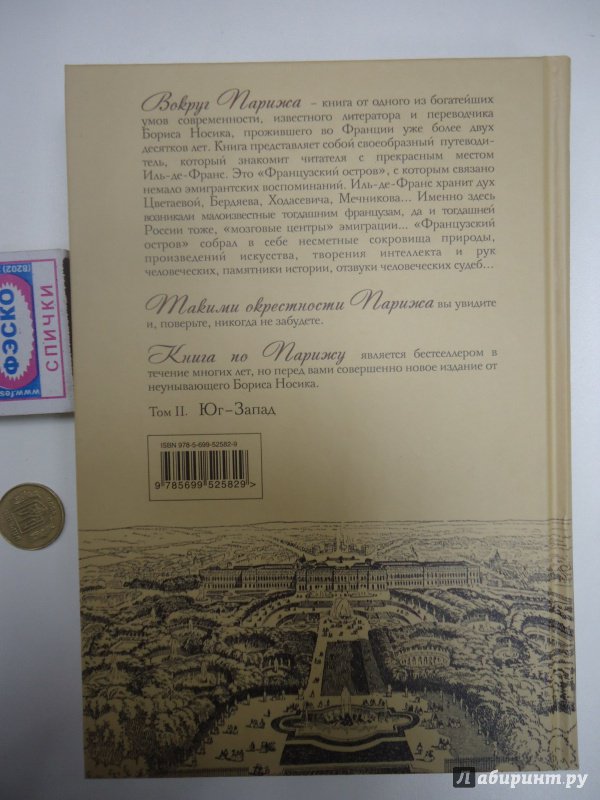 Вокруг Парижа – книга от одного из богатейших
умов современности, известного литератора и переводчика
Бориса Носика, прожившего во Франции уже более двух
десятков лет. Книга представляет собой своеобразный путеводи-
тель, который знакомит читателя с прекрасным местом
Иль-де-Франс. Это «Французский остров», с которым связано
немало эмигрантских воспоминаний. Иль-де-Франс хранит дух
Цветаевой, Бердяева, Ходасевича, Мечникова... Именно здесь
возникали малоизвестные тогдашним французам, да и тогдашней
России тоже, «мозговые центры» эмиграции... «Французский
остров» собрал в себе несметные сокровища природы,
произведений искусства, творения интеллекта и рук
человеческих, памятники истории, отзвуки человеческих судеб...
Такими окрестности Парижа вы увидите
и, поверьте, никогда не забудете.
Книга по Парижу является бестселлером в
течение многих лет, но перед вами совершенно новое издание от
неунывающего Бориса Носика.
Том II. Юг–Запад
ISBN 978-5-699-52582-9
9 785699 525829 >
ФЭСКО
СПИЧКИ
(8202)
www.fes
Лабиринт.ру